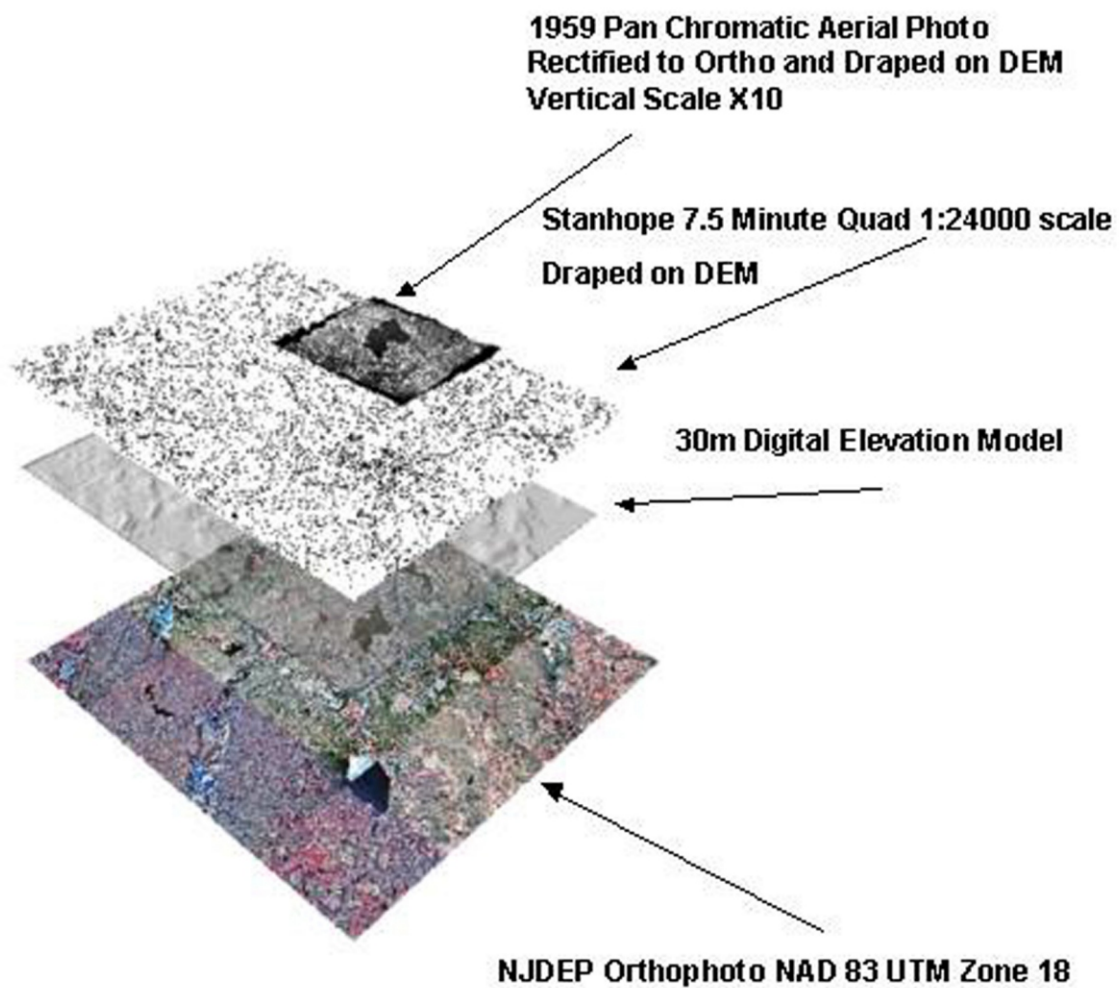 1959 Pan Chromatic Aerial Photo
Rectified to Ortho and Draped on DEM
Vertical Scale X10
Stanhope 7.5 Minute Quad 1:24000 scale
Draped on DEM
30m Digital Elevation Model
NJDEP Orthophoto NAD 83 UTM Zone 18